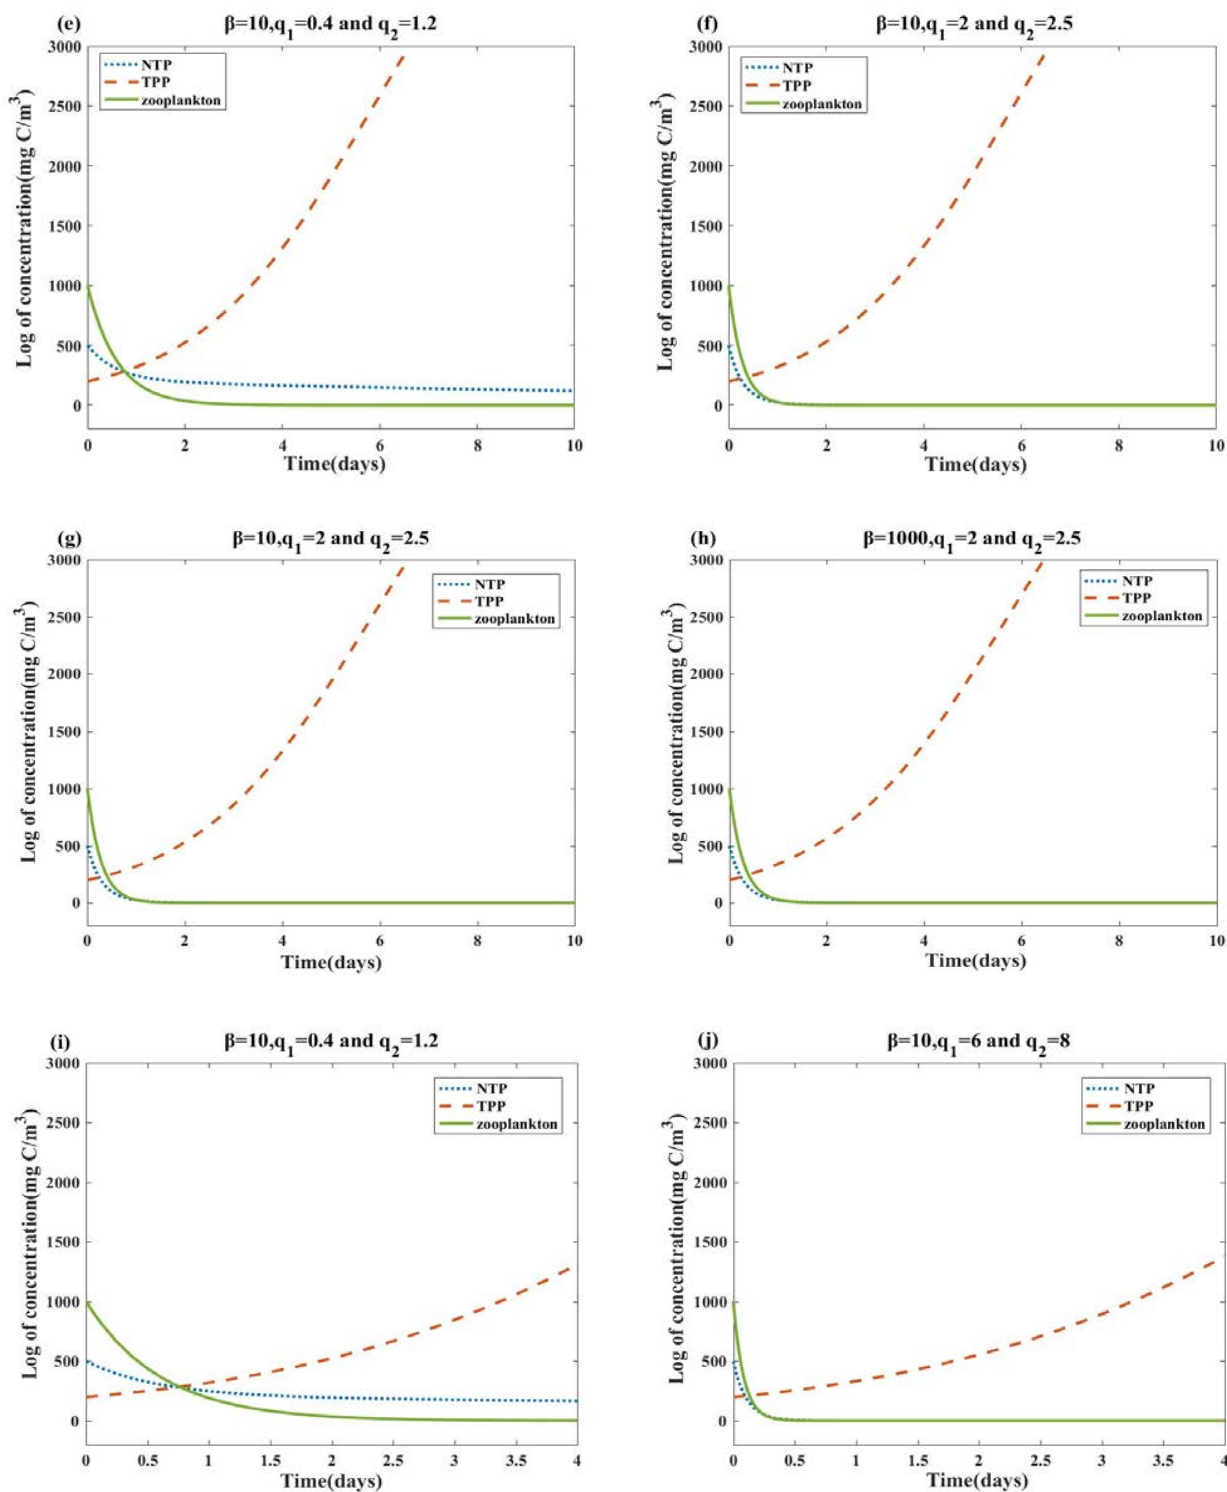 (e) β=10,q1=0.4 and q2=1.2
3000
2500
2000
1500
1000
500
0
Log of concentration(mg C/m3)
NTP
TPP
zooplankton
0 2 4 6 8 10
Time(days)
(f) β=10,q1=2 and q2=2.5
3000
2500
2000
1500
1000
500
0
Log of concentration(mg C/m3)
NTP
TPP
zooplankton
0 2 4 6 8 10
Time(days)
(g) β=10,q1=2 and q2=2.5
3000
2500
2000
1500
1000
500
0
Log of concentration(mg C/m3)
NTP
TPP
zooplankton
0 2 4 6 8 10
Time(days)
(h) β=1000,q1=2 and q2=2.5
3000
2500
2000
1500
1000
500
0
Log of concentration(mg C/m3)
NTP
TPP
zooplankton
0 2 4 6 8 10
Time(days)
(i) β=10,q1=0.4 and q2=1.2
3000
2500
2000
1500
1000
500
0
Log of concentration(mg C/m3)
NTP
TPP
zooplankton
0 0.5 1 1.5 2 2.5 3 3.5 4
Time(days)
(j) β=10,q1=6 and q2=8
3000
2500
2000
1500
1000
500
0
Log of concentration(mg C/m3)
NTP
TPP
zooplankton
0 0.5 1 1.5 2 2.5 3 3.5 4
Time(days)